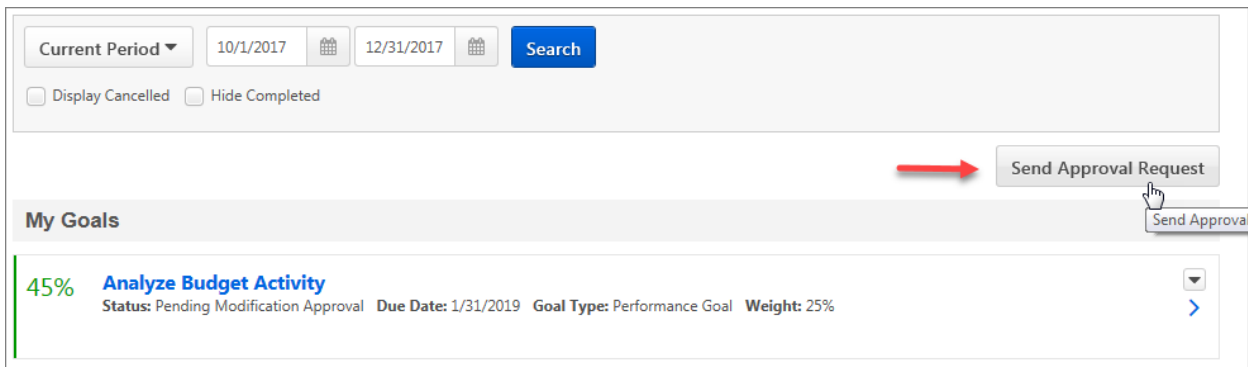 Current Period 10/1/2017 12/31/2017 Search
Display Cancelled Hide Completed
Send Approval Request
Send Approval
My Goals
45% Analyze Budget Activity
Status: Pending Modification Approval Due Date: 1/31/2019 Goal Type: Performance Goal Weight: 25%